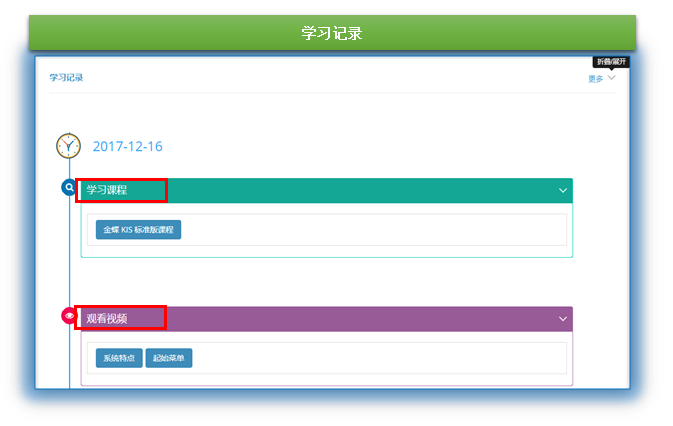 学习记录
折叠/展开
学习记录
更多
2017-12-16
学习课程
金蝶 KIS 标准版课程
观看视频
系统特点 起始菜单